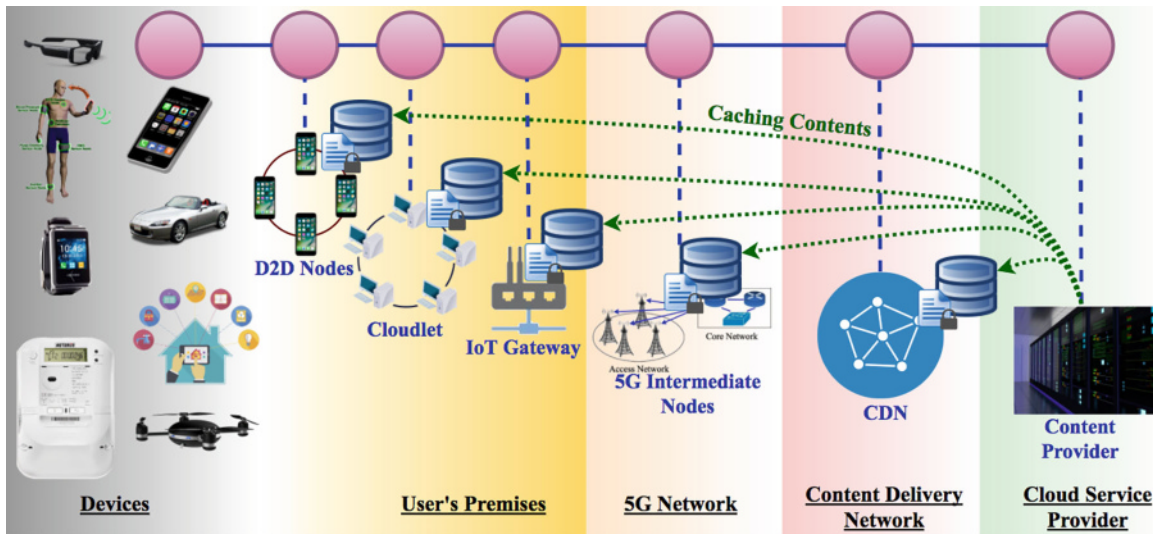 Caching Contents
D2D Nodes
Cloudlet
IoT Gateway
Access Network
Core Network
5G Intermediate
Nodes
CDN
Content
Provider
Devices
User's Premises
5G Network
Content Delivery
Network
Cloud Service
Provider